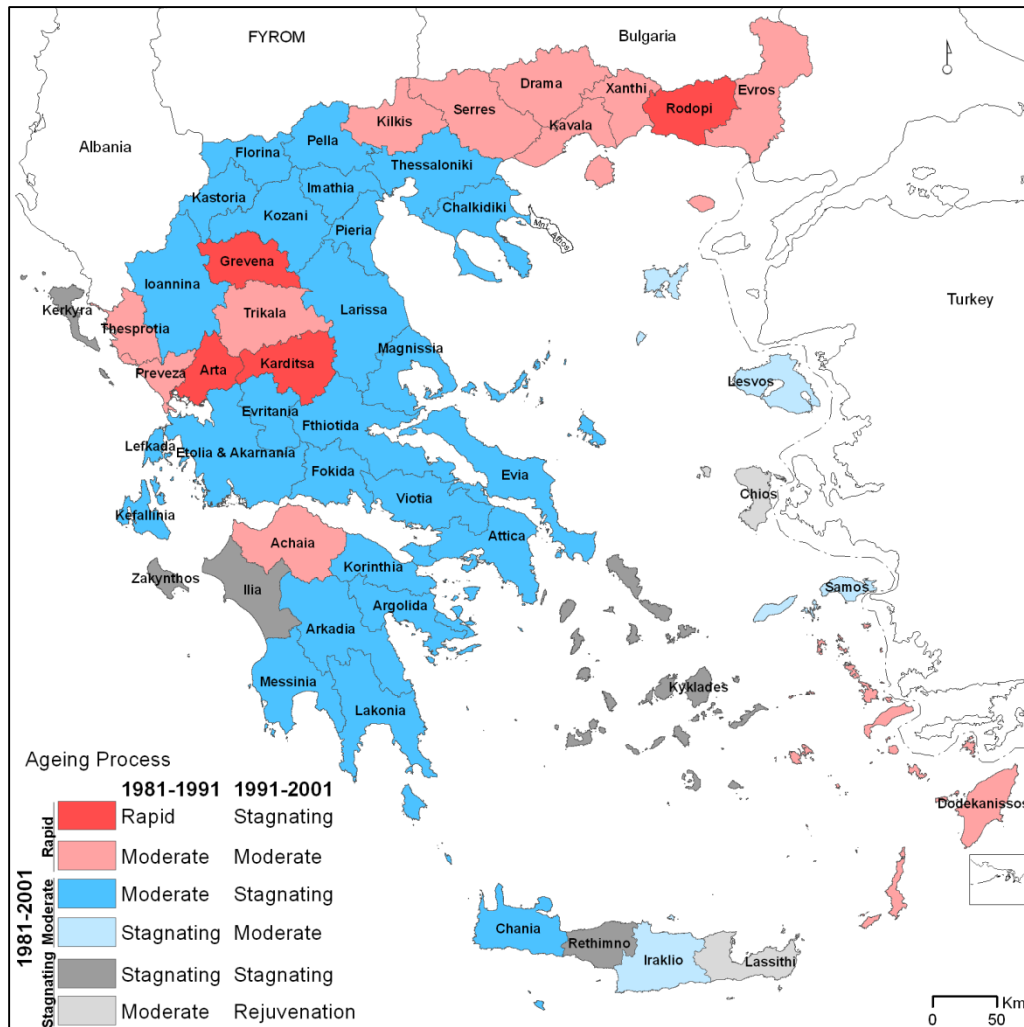 FYROM
Bulgaria
Albania
Turkey
Drama
Xanthi
Evros
Rodopi
Serres
Kavala
Kilkis
Pella
Florina
Thessaloniki
Imathia
Kastoria
Kozani
Chalkidiki
Pieria
Mn. Athos
Grevena
Ioannina
Kerkyra
Larissa
Trikala
Thesprotia
Magnissia
Karditsa
Arta
Preveza
Lesvos
Evritania
Fthiotida
Lefkada
Etolia & Akarnania
Fokida
Evia
Viotia
Chios
Kefallinia
Attica
Achaia
Korinthia
Zakynthos
Ilia
Samos
Argolida
Arkadia
Messinia
Kyklades
Lakonia
Dodekanissos
Chania
Rethimno
Iraklio
Lassithi
Ageing Process
1981-1991 1991-2001
Rapid Stagnating
Moderate Moderate
Moderate Stagnating
Stagnating Moderate
Stagnating Stagnating
Moderate Rejuvenation
1981-2001
Rapid
Moderate
Stagnating
Km
0 50